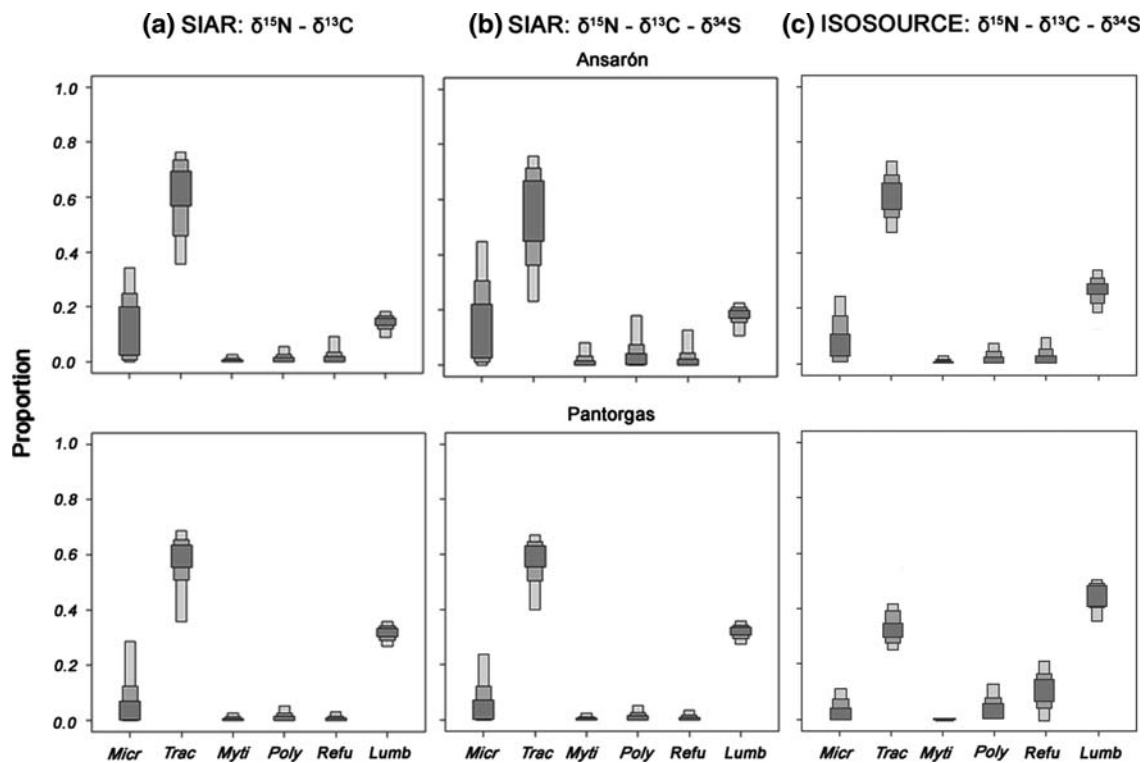 (a) SIAR: δ¹⁵N - δ¹³C
(b) SIAR: δ¹⁵N - δ¹³C - δ³⁴S
(c) ISOSOURCE: δ¹⁵N - δ¹³C - δ³⁴S
Ansarón
1.0
0.8
0.6
0.4
0.2
0.0
Proportion
Pantorgas
1.0
0.8
0.6
0.4
0.2
0.0
Micr Trac Myti Poly Refu Lumb
Micr Trac Myti Poly Refu Lumb
Micr Trac Myti Poly Refu Lumb